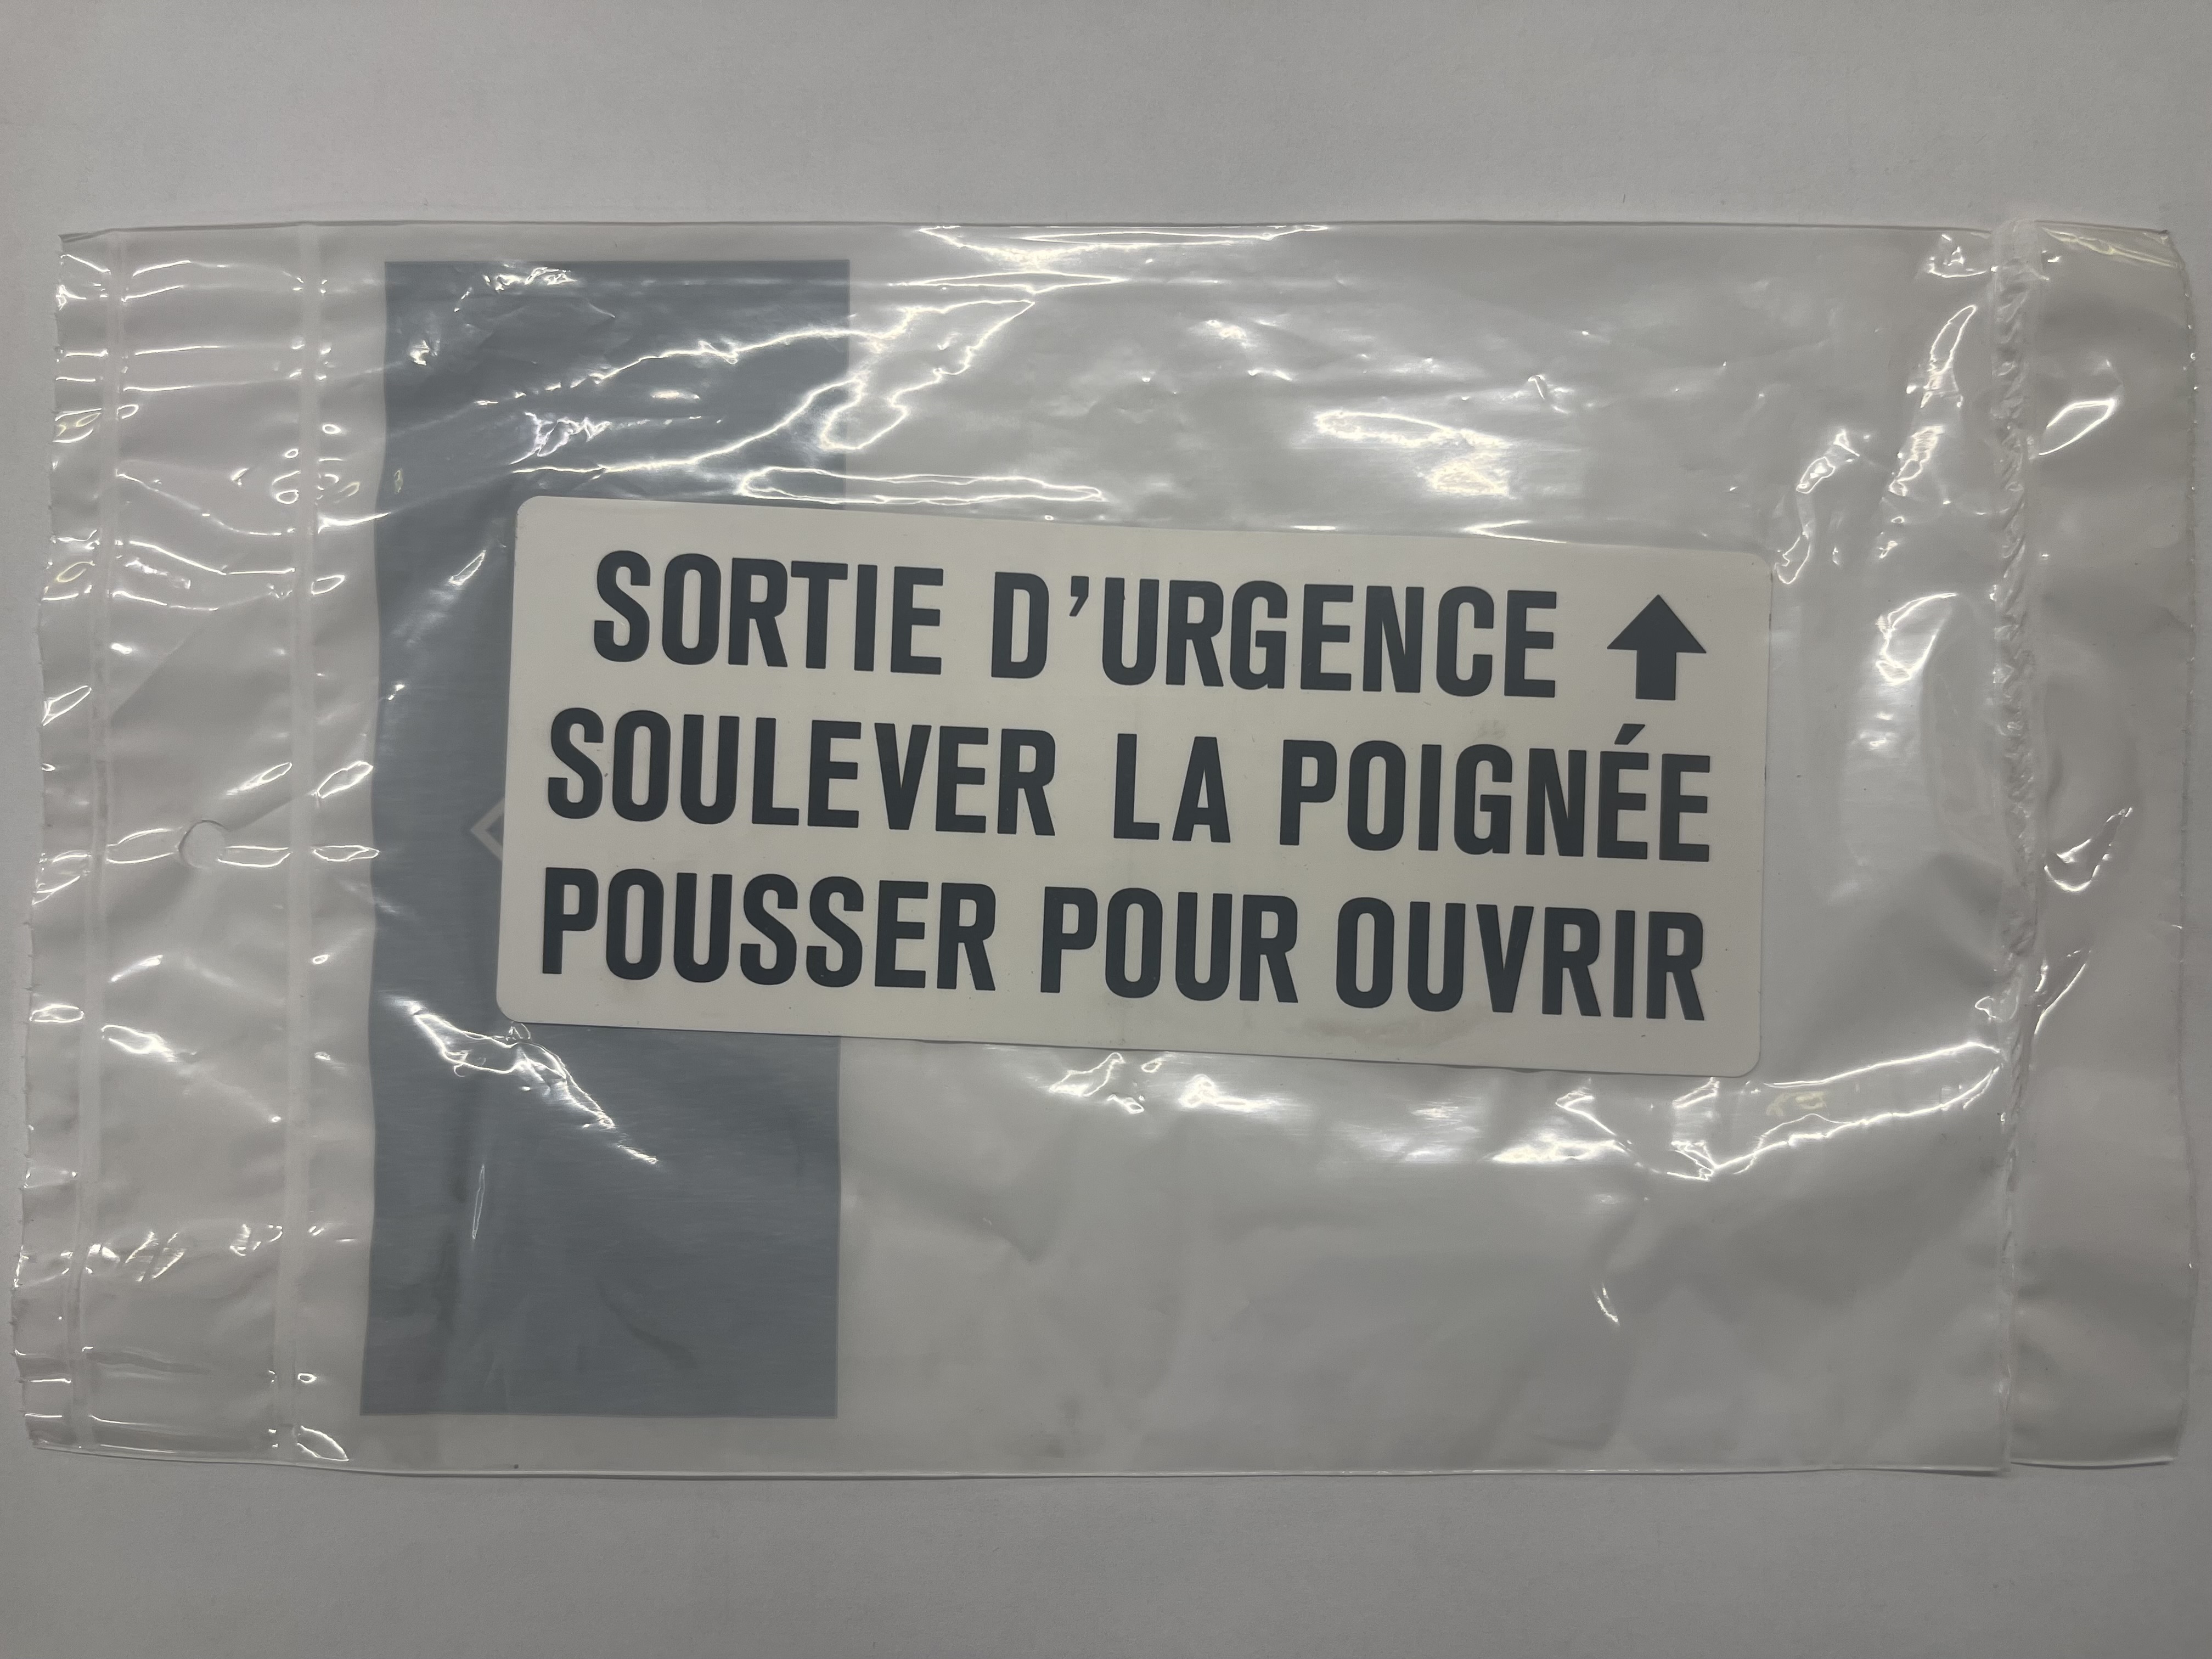 SORTIE D'URGENCE ↑
SOULEVER LA POIGNÉE
POUSSER POUR OUVRIR